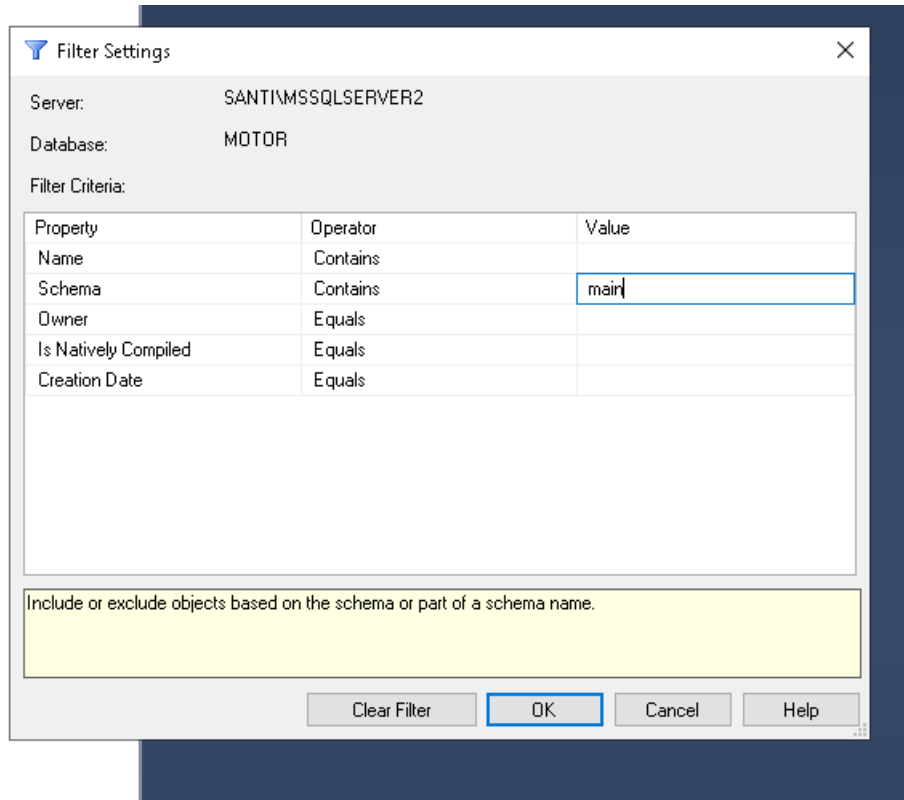 Filter Settings
Server: SANTI\MSSQLSERVER2
Database: MOTOR
Filter Criteria:
Property Operator Value
Name Contains
Schema Contains main
Owner Equals
Is Natively Compiled Equals
Creation Date Equals
Include or exclude objects based on the schema or part of a schema name.
Clear Filter OK Cancel Help